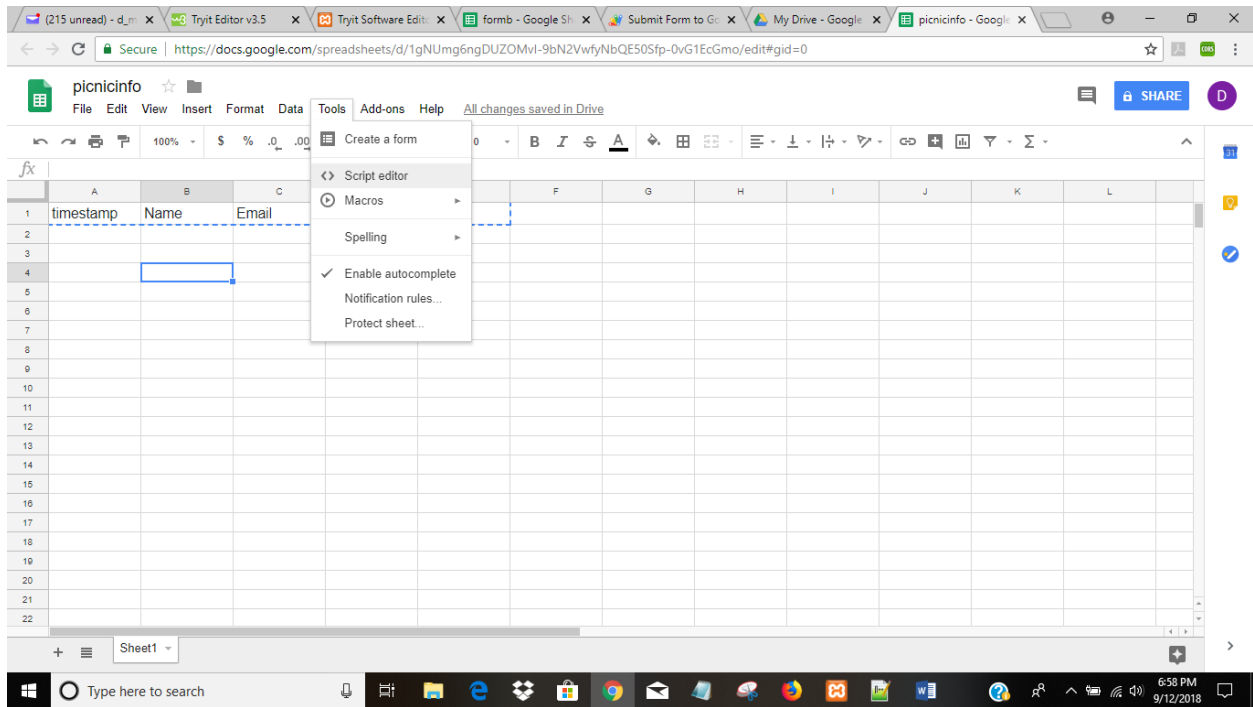 (215 unread) - d_m Tryit Editor v3.5 Tryit Software Edito formb - Google Sh Submit Form to Go My Drive - Google picnicinfo - Google
Secure | https://docs.google.com/spreadsheets/d/1gNUmg6ngDUZOMvI-9bN2VwfyNbQE50Sfp-0vG1EcGmo/edit#gid=0
picnicinfo
SHARE
D
File Edit View Insert Format Data Tools Add-ons Help All changes saved in Drive
100% $ % .0 .00 0 B I S A Σ
31
fx
A B C F G H I J K L
1 timestamp Name Email
2
3
4
5
6
7
8
9
10
11
12
13
14
15
16
17
18
19
20
21
22
Create a form
Script editor
Macros
Spelling
Enable autocomplete
Notification rules...
Protect sheet...
+ Sheet1
Type here to search
6:58 PM
9/12/2018